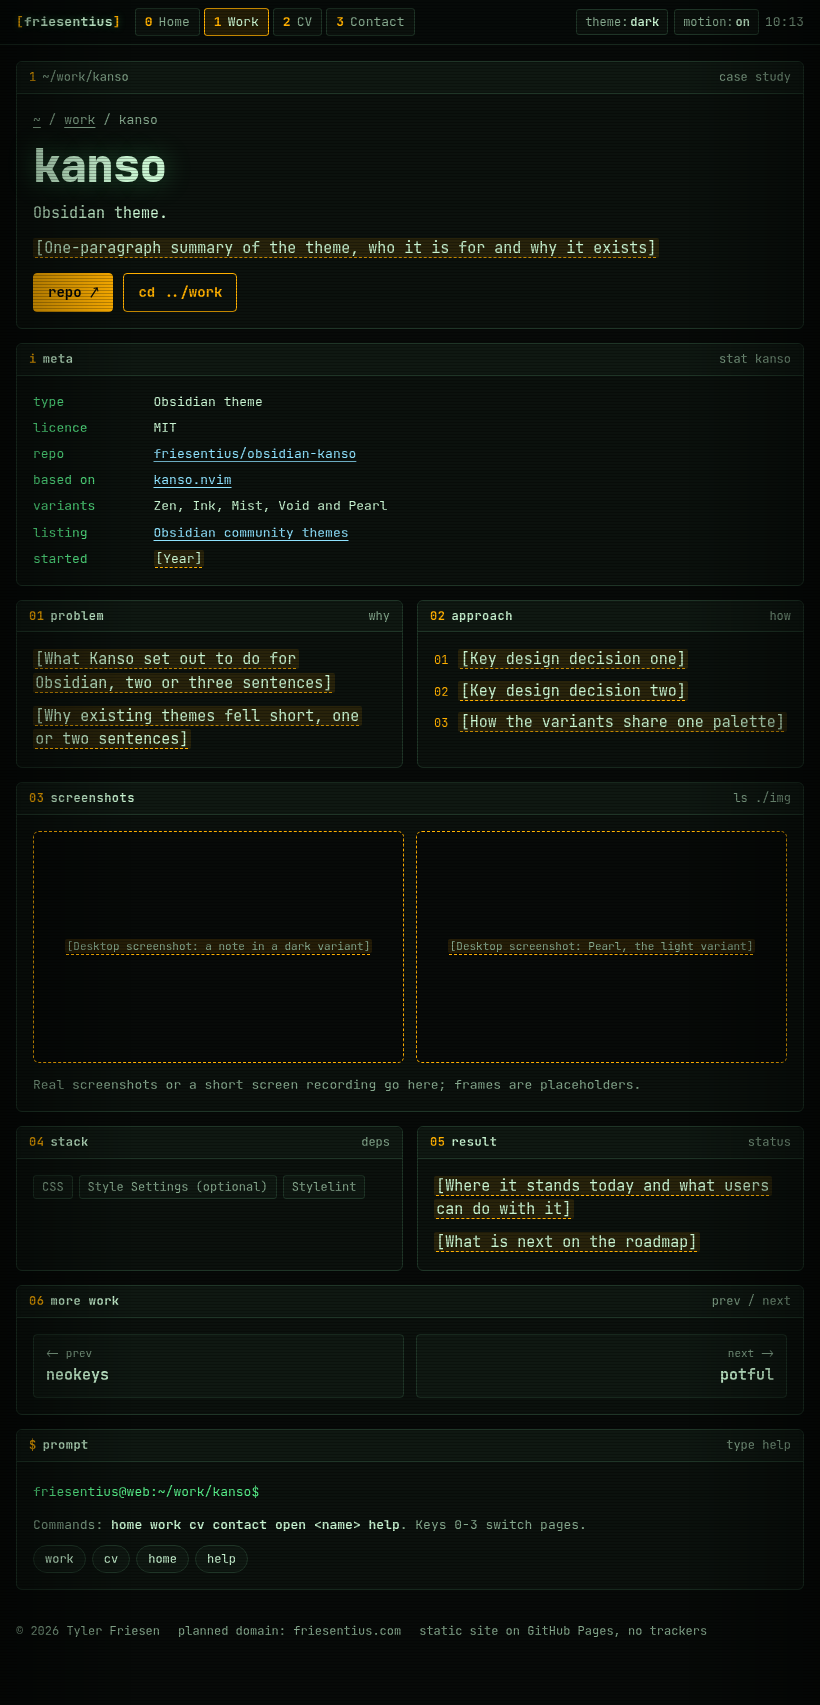 [friesentius] 0 Home 1 Work 2 CV 3 Contact theme:dark motion:on 10:13
1 ~/work/kanso case study
~ / work / kanso
kanso
Obsidian theme.
[One-paragraph summary of the theme, who it is for and why it exists]
repo ↗ cd ../work
i meta stat kanso
type Obsidian theme
licence MIT
repo friesentius/obsidian-kanso
based on kanso.nvim
variants Zen, Ink, Mist, Void and Pearl
listing Obsidian community themes
started [Year]
01 problem why
[What Kanso set out to do for
Obsidian, two or three sentences]
[Why existing themes fell short, one
or two sentences]
02 approach how
01 [Key design decision one]
02 [Key design decision two]
03 [How the variants share one palette]
03 screenshots ls ./img
[Desktop screenshot: a note in a dark variant]
[Desktop screenshot: Pearl, the light variant]
Real screenshots or a short screen recording go here; frames are placeholders.
04 stack deps
CSS Style Settings (optional) Stylelint
05 result status
[Where it stands today and what users
can do with it]
[What is next on the roadmap]
06 more work prev / next
← prev
neokeys
next →
potful
$ prompt type help
friesentius@web:~/work/kanso$
Commands: home work cv contact open <name> help. Keys 0-3 switch pages.
work cv home help
© 2026 Tyler Friesen planned domain: friesentius.com static site on GitHub Pages, no trackers